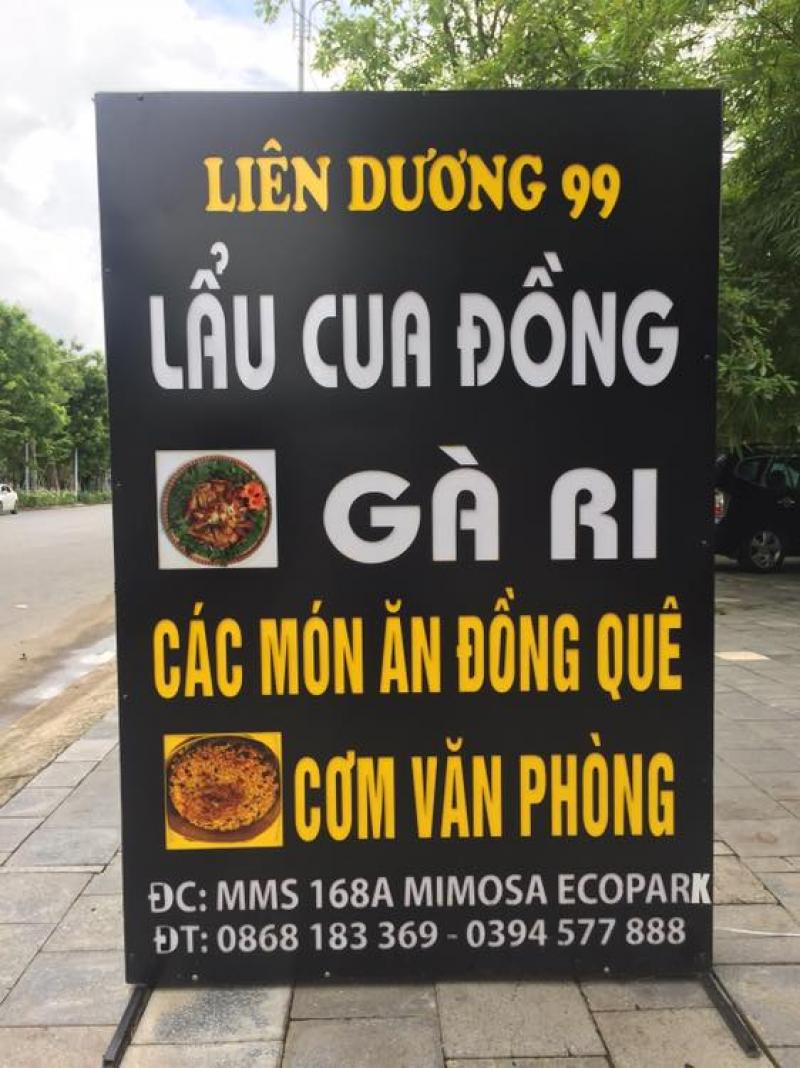 LIÊN DƯƠNG 99
LẨU CUA ĐỒNG
GÀ RI
CÁC MÓN ĂN ĐỒNG QUÊ
CƠM VĂN PHÒNG
ĐC: MMS 168A MIMOSA ECOPARK
ĐT: 0868 183 369 - 0394 577 888